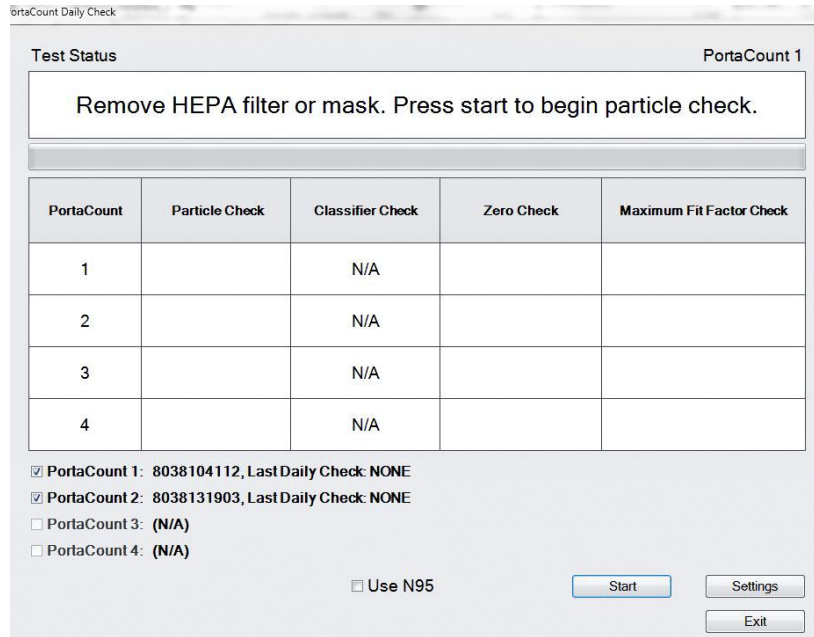 ortaCount Daily Check
Test Status PortaCount 1
Remove HEPA filter or mask. Press start to begin particle check.
PortaCount Particle Check Classifier Check Zero Check Maximum Fit Factor Check
1 N/A
2 N/A
3 N/A
4 N/A
PortaCount 1: 8038104112, Last Daily Check: NONE
PortaCount 2: 8038131903, Last Daily Check: NONE
PortaCount 3: (N/A)
PortaCount 4: (N/A)
Use N95 Start Settings
Exit